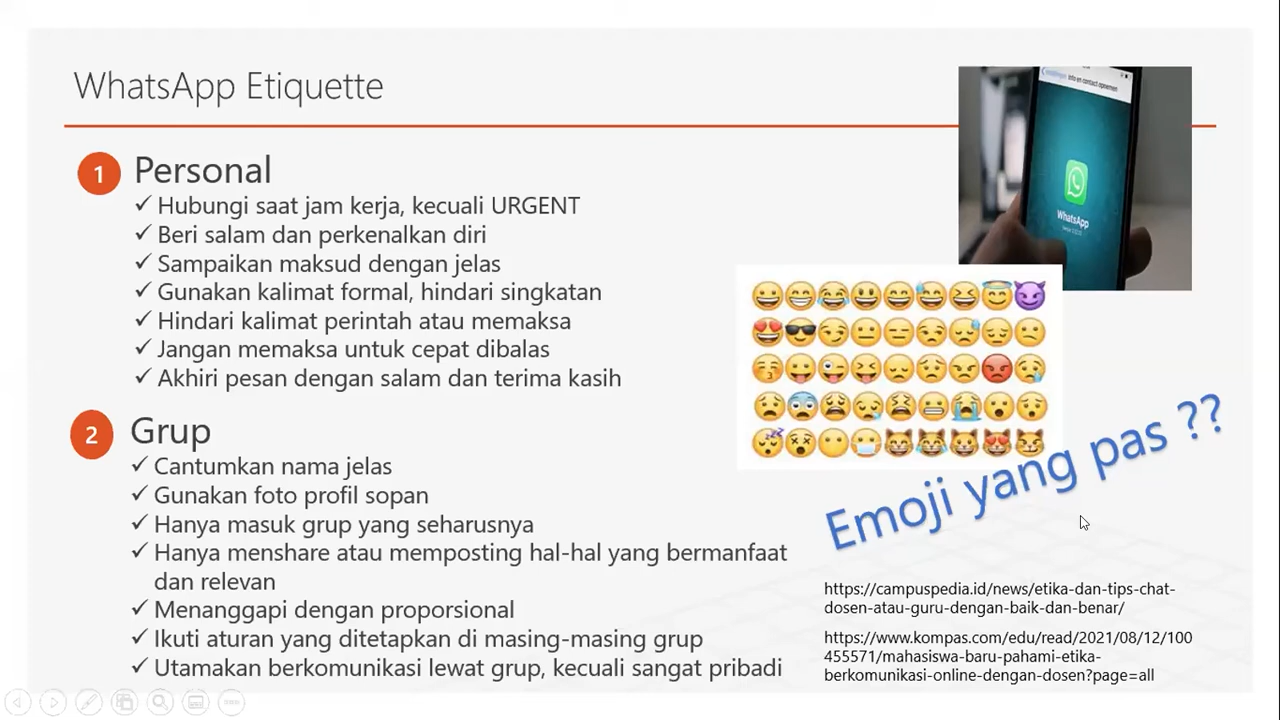 WhatsApp Etiquette
1 Personal
✓ Hubungi saat jam kerja, kecuali URGENT
✓ Beri salam dan perkenalkan diri
✓ Sampaikan maksud dengan jelas
✓ Gunakan kalimat formal, hindari singkatan
✓ Hindari kalimat perintah atau memaksa
✓ Jangan memaksa untuk cepat dibalas
✓ Akhiri pesan dengan salam dan terima kasih
2 Grup
✓ Cantumkan nama jelas
✓ Gunakan foto profil sopan
✓ Hanya masuk grup yang seharusnya
✓ Hanya menshare atau memposting hal-hal yang bermanfaat
dan relevan
✓ Menanggapi dengan proporsional
✓ Ikuti aturan yang ditetapkan di masing-masing grup
✓ Utamakan berkomunikasi lewat grup, kecuali sangat pribadi
info en contact opnemen
WhatsApp
Emoji yang pas ??
https://campuspedia.id/news/etika-dan-tips-chat-
dosen-atau-guru-dengan-baik-dan-benar/
https://www.kompas.com/edu/read/2021/08/12/100
455571/mahasiswa-baru-pahami-etika-
berkomunikasi-online-dengan-dosen?page=all